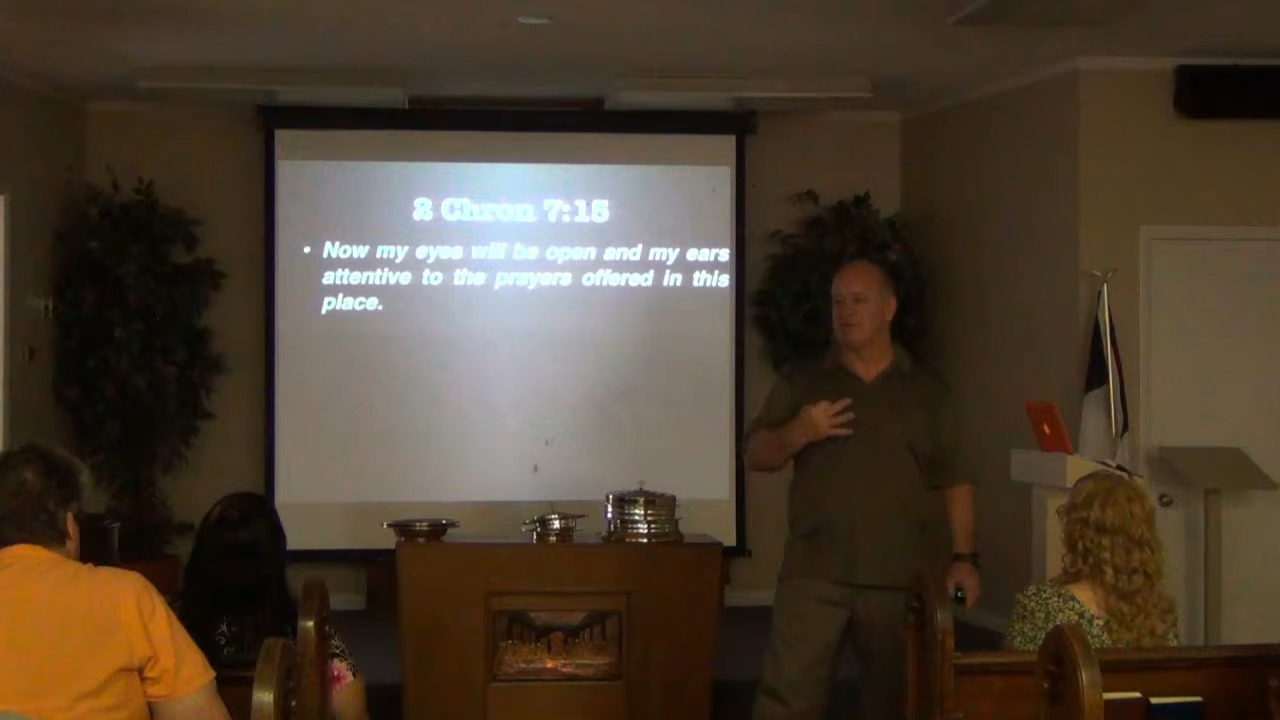 2 Chron 7:15
• Now my eyes will be open and my ears
attentive to the prayers offered in this
place.